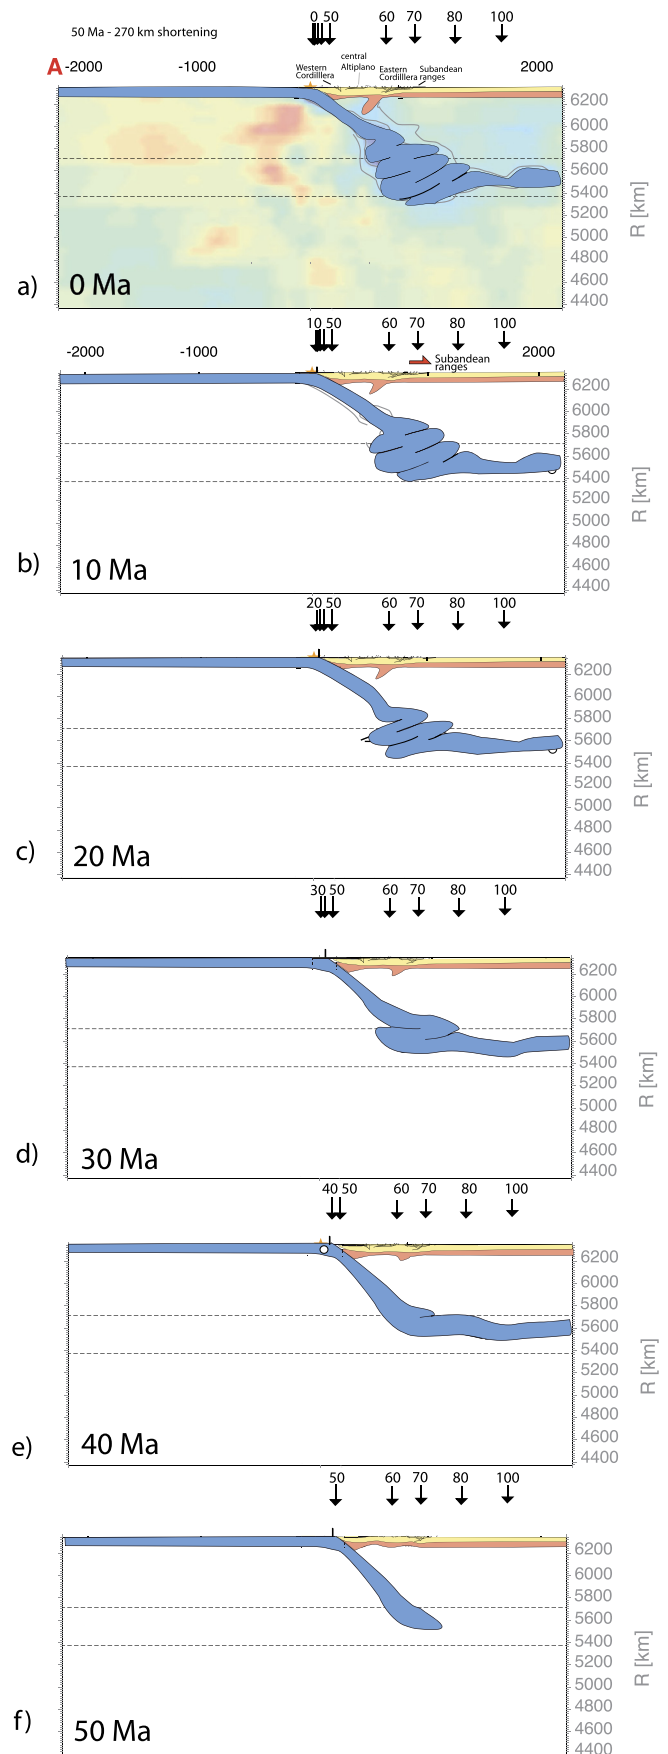 0 50 60 70 80 100
50 Ma - 270 km shortening
A -2000 -1000 2000
Western Cordilllera
central Altiplano
Eastern Cordilllera
Subandean ranges
6200
6000
5800
5600
5400
5200
5000
4800
4600
4400
R [km]
a) 0 Ma
10 50 60 70 80 100
-2000 -1000 2000
Subandean ranges
6200
6000
5800
5600
5400
5200
5000
4800
4600
4400
R [km]
b) 10 Ma
20 50 60 70 80 100
6200
6000
5800
5600
5400
5200
5000
4800
4600
4400
R [km]
c) 20 Ma
30 50 60 70 80 100
6200
6000
5800
5600
5400
5200
5000
4800
4600
4400
R [km]
d) 30 Ma
40 50 60 70 80 100
6200
6000
5800
5600
5400
5200
5000
4800
4600
4400
R [km]
e) 40 Ma
50 60 70 80 100
6200
6000
5800
5600
5400
5200
5000
4800
4600
4400
R [km]
f) 50 Ma